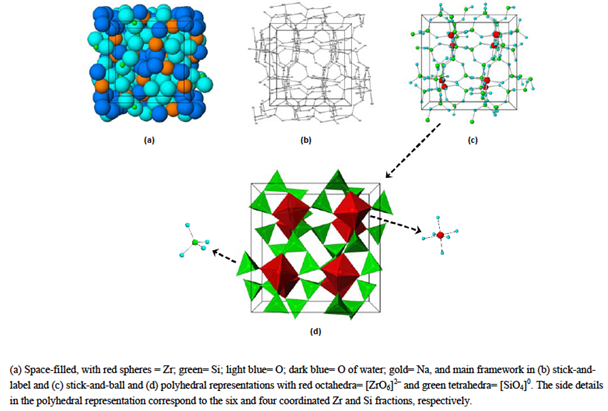 (a)
(b)
(c)
(d)
(a) Space-filled, with red spheres = Zr; green= Si; light blue= O; dark blue= O of water; gold= Na, and main framework in (b) stick-and-
label and (c) stick-and-ball and (d) polyhedral representations with red octahedra= [ZrO₆]²⁻ and green tetrahedra= [SiO₄]⁰. The side details
in the polyhedral representation correspond to the six and four coordinated Zr and Si fractions, respectively.